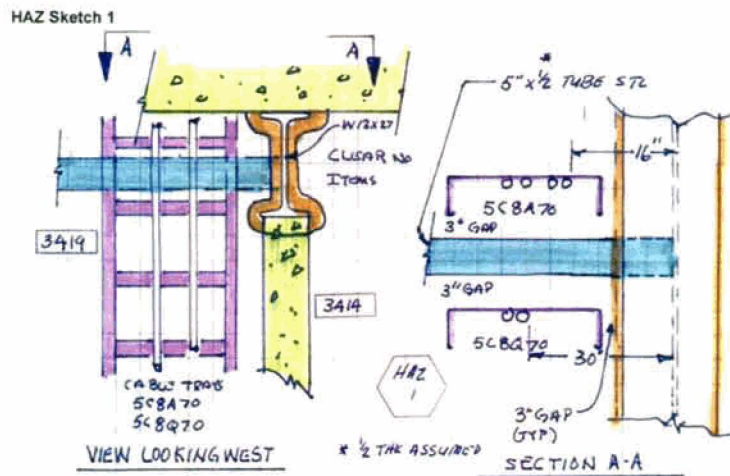 HAZ Sketch 1
A A
W12x27
CLEAR NO
ITEMS
3419
3414
CABLE TRAYS
5C8A70
5C8Q70
VIEW LOOKING WEST
*
5" x 1/2 TUBE STL
16"
5C8A70
3" GAP
3" GAP
5C8Q70
30"
HAZ
1
3" GAP
(TYP)
* 1/2 THK ASSUMED
SECTION A-A